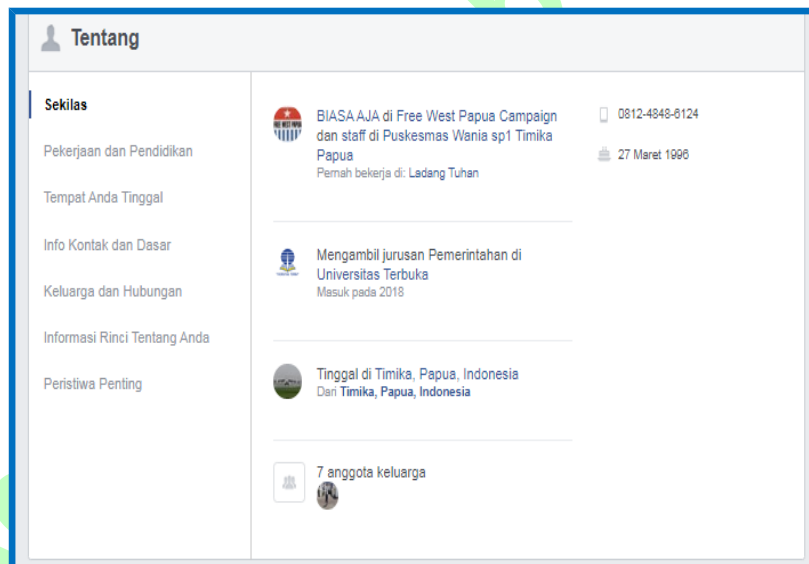 Tentang
Sekilas
Pekerjaan dan Pendidikan
Tempat Anda Tinggal
Info Kontak dan Dasar
Keluarga dan Hubungan
Informasi Rinci Tentang Anda
Peristiwa Penting
BIASA AJA di Free West Papua Campaign
dan staff di Puskesmas Wania sp1 Timika
Papua
Pernah bekerja di: Ladang Tuhan
Mengambil jurusan Pemerintahan di
Universitas Terbuka
Masuk pada 2018
Tinggal di Timika, Papua, Indonesia
Dari Timika, Papua, Indonesia
7 anggota keluarga
0812-4848-6124
27 Maret 1996
FREE WEST PAPUA